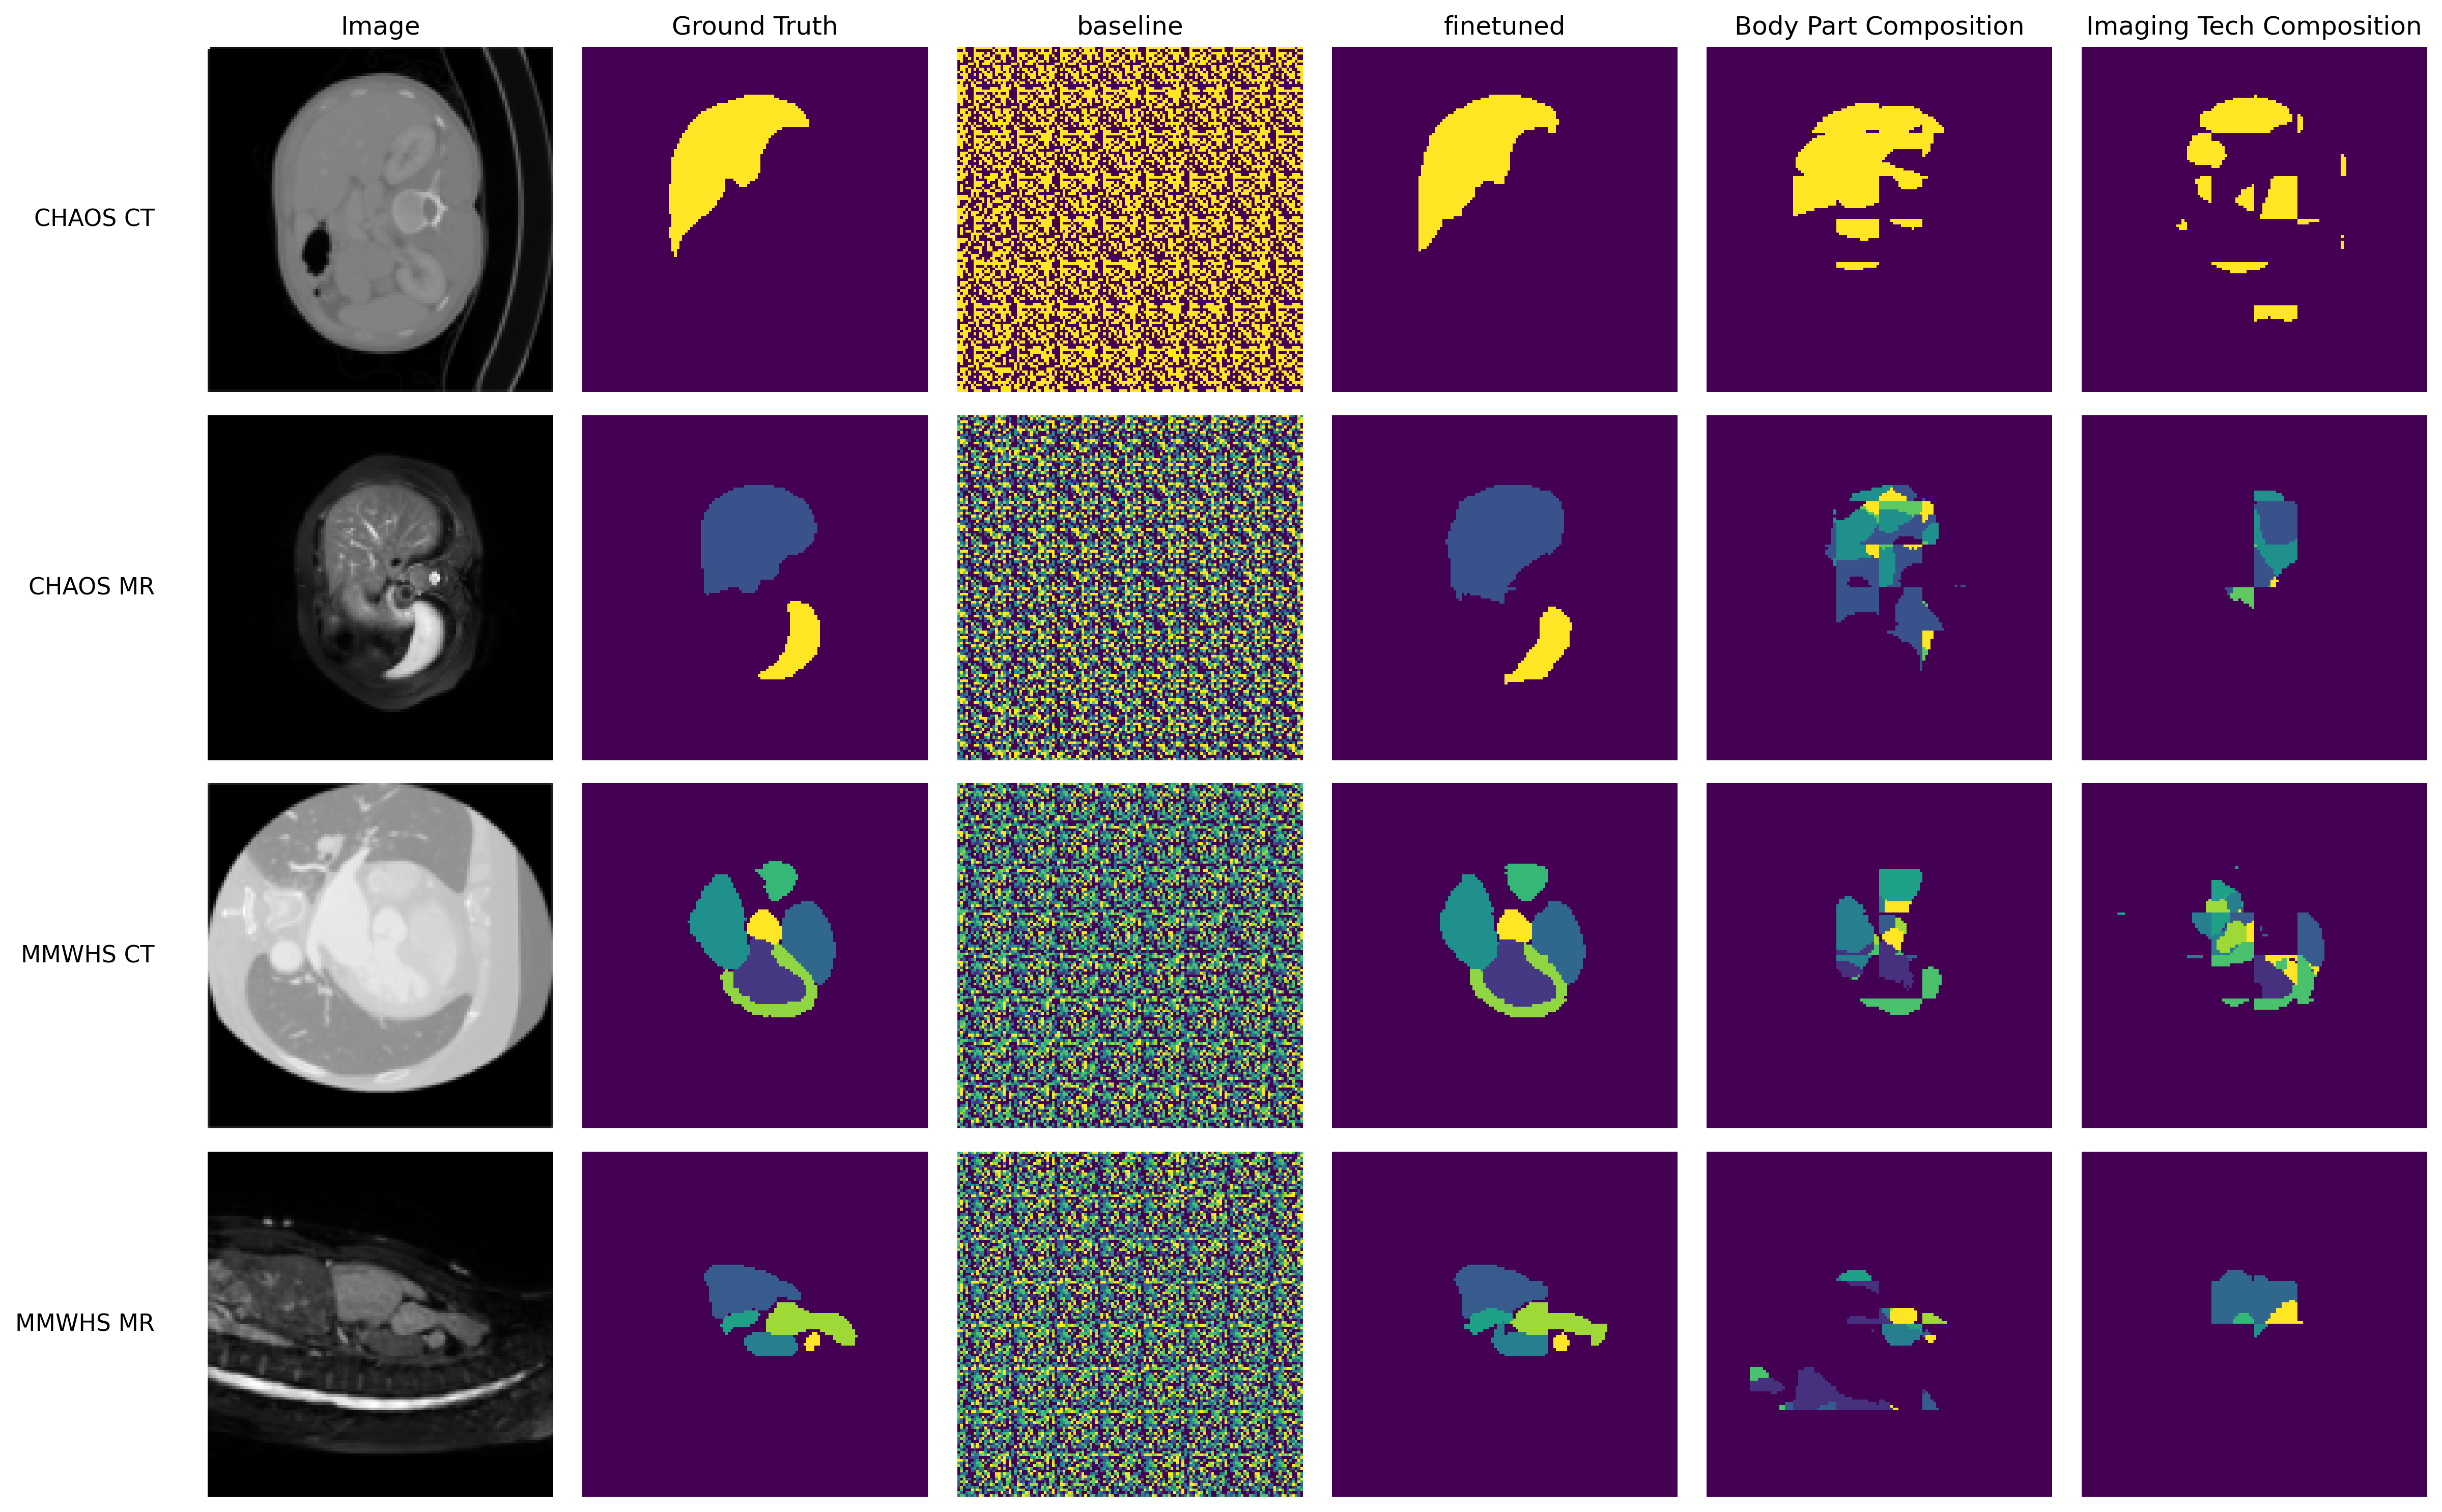 Image Ground Truth baseline finetuned Body Part Composition Imaging Tech Composition
CHAOS CT
CHAOS MR
MMWHS CT
MMWHS MR